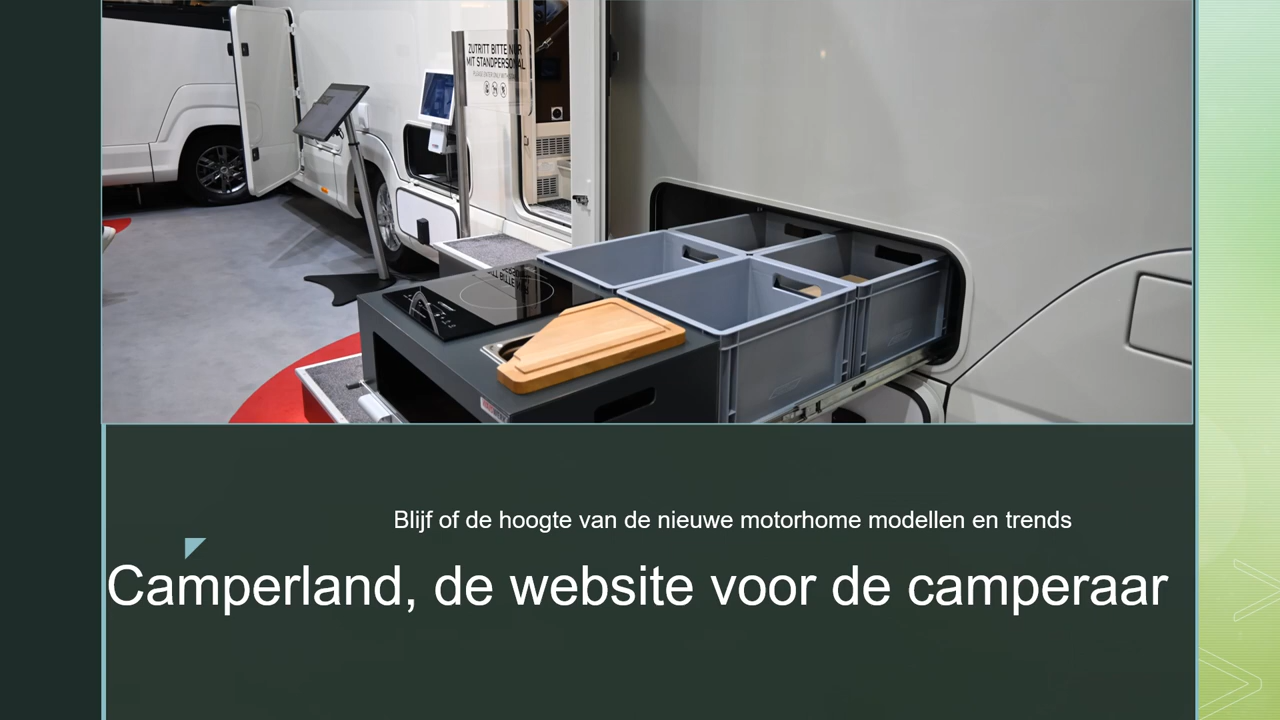 ZUTRITT BITTE NUR
MIT STANDPERSONAL
Blijf of de hoogte van de nieuwe motorhome modellen en trends
Camperland, de website voor de camperaar